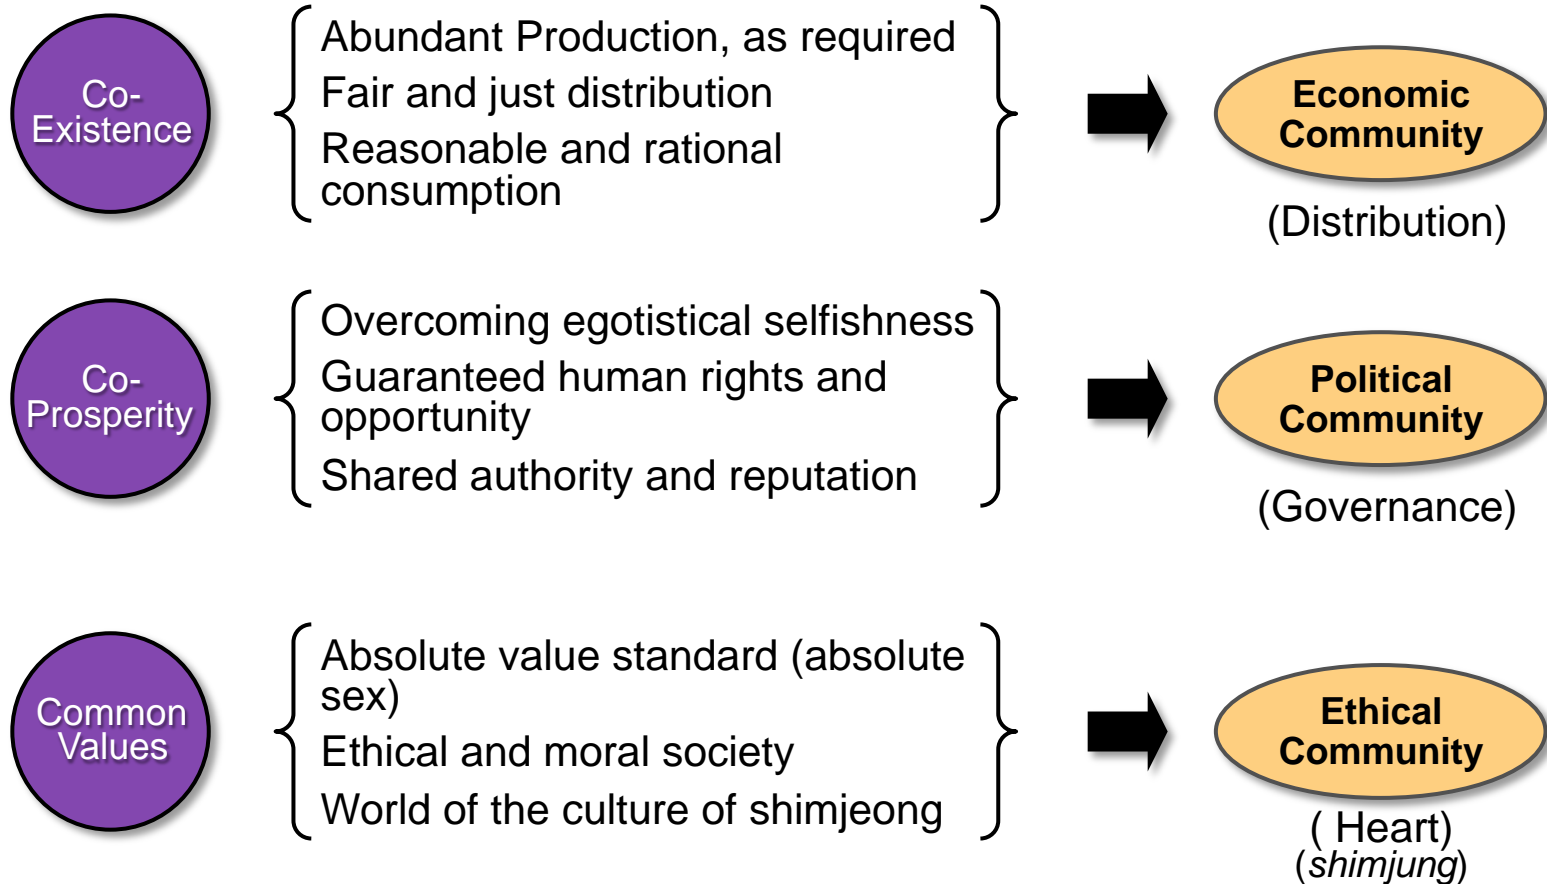 Co-
Existence
Abundant Production, as required
Fair and just distribution
Reasonable and rational
consumption
Economic
Community
(Distribution)
Co-
Prosperity
Overcoming egotistical selfishness
Guaranteed human rights and
opportunity
Shared authority and reputation
Political
Community
(Governance)
Common
Values
Absolute value standard (absolute
sex)
Ethical and moral society
World of the culture of shimjeong
Ethical
Community
( Heart)
(shimjung)